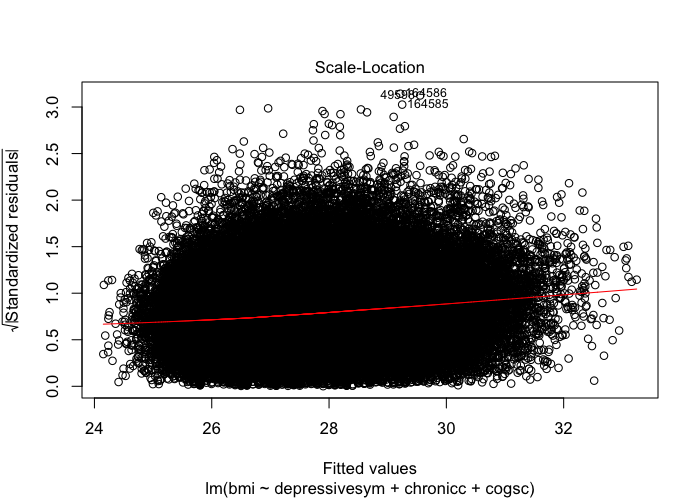 Scale-Location
164586
164585
√|Standardized residuals|
3.0
2.5
2.0
1.5
1.0
0.5
0.0
24 26 28 30 32
Fitted values
lm(bmi ~ depressivesym + chronicc + cogsc)